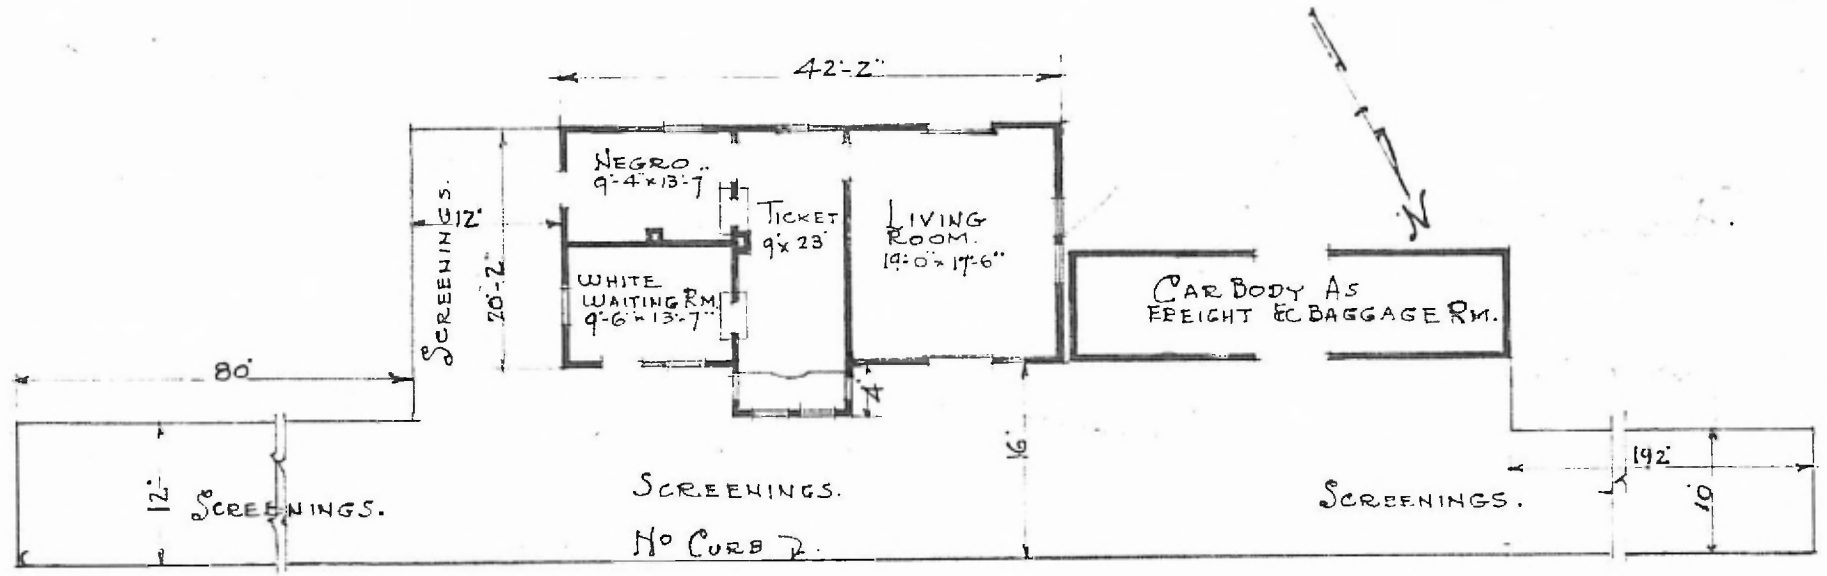 42'-2"
NEGRO
9'-4" x 13'-7"
SCREENINGS.
12'
20'-2"
TICKET
9' x 23'
LIVING
ROOM.
19'-0" x 17'-6"
N
WHITE
WAITING RM.
9'-6" x 13'-7"
CAR BODY AS
FREIGHT & BAGGAGE RM.
80'
4'
16'
192'
12'
SCREENINGS.
SCREENINGS.
SCREENINGS.
10'
No CURB